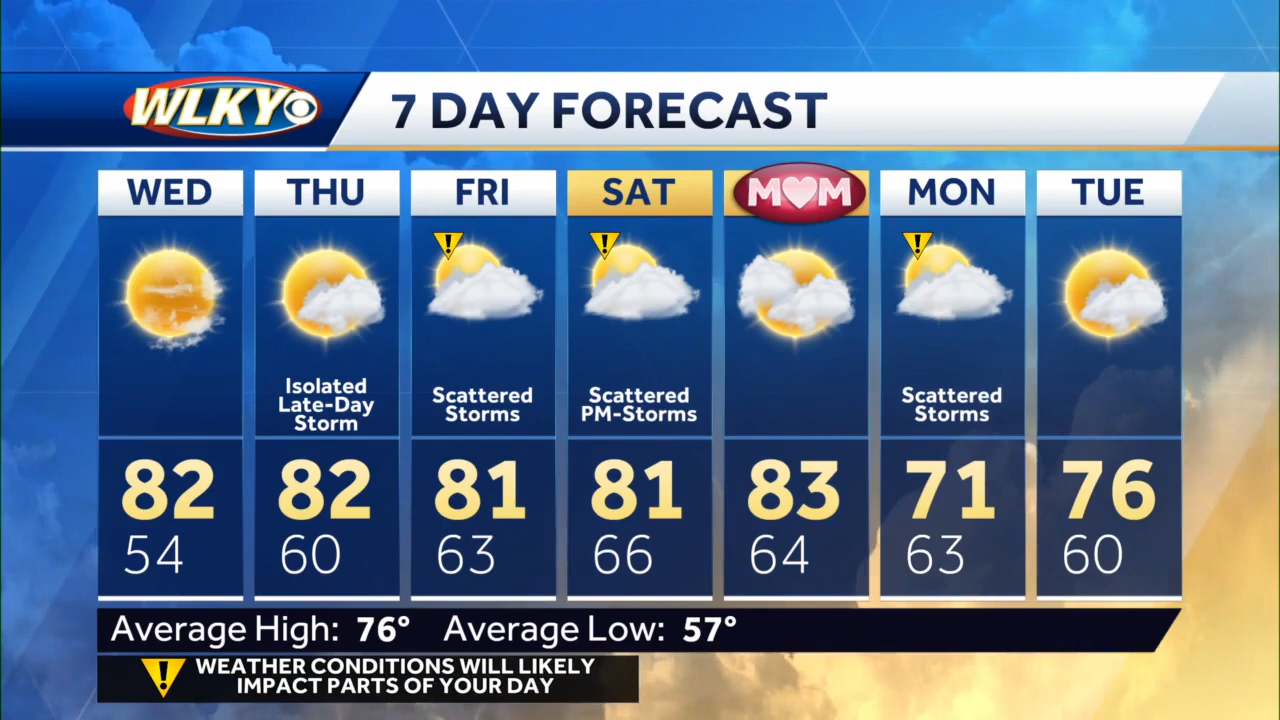 WLKY
7 DAY FORECAST
WED
THU
FRI
SAT
M M
MON
TUE
!
!
!
Isolated
Late-Day
Storm
Scattered
Storms
Scattered
PM-Storms
Scattered
Storms
82
82
81
81
83
71
76
54
60
63
66
64
63
60
Average High: 76° Average Low: 57°
! WEATHER CONDITIONS WILL LIKELY
IMPACT PARTS OF YOUR DAY